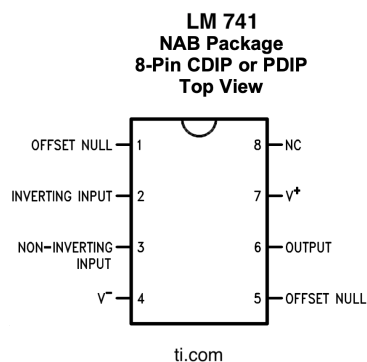 LM 741
NAB Package
8-Pin CDIP or PDIP
Top View
OFFSET NULL 1 8 NC
INVERTING INPUT 2 7 V+
NON-INVERTING INPUT 3 6 OUTPUT
V- 4 5 OFFSET NULL
ti.com